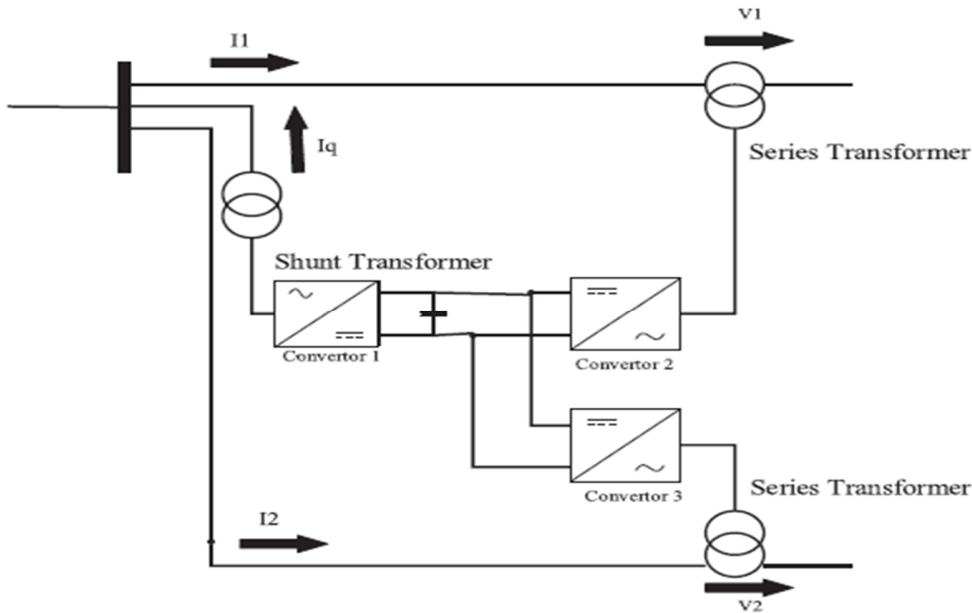 V1
I1
Iq
Series Transformer
Shunt Transformer
Convertor 1
Convertor 2
Convertor 3
Series Transformer
I2
V2